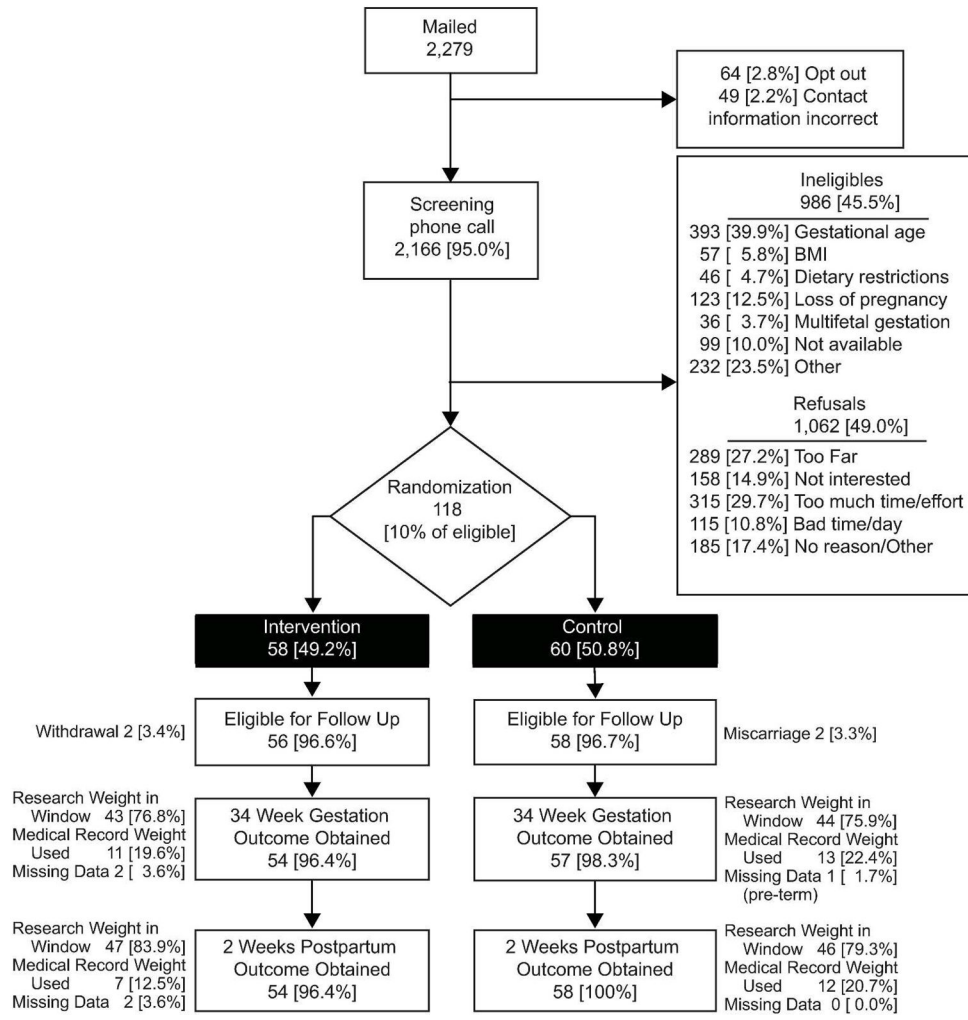 Mailed
2,279
64 [2.8%] Opt out
49 [2.2%] Contact
information incorrect
Screening
phone call
2,166 [95.0%]
Ineligibles
986 [45.5%]
393 [39.9%] Gestational age
57 [ 5.8%] BMI
46 [ 4.7%] Dietary restrictions
123 [12.5%] Loss of pregnancy
36 [ 3.7%] Multifetal gestation
99 [10.0%] Not available
232 [23.5%] Other
Refusals
1,062 [49.0%]
289 [27.2%] Too Far
158 [14.9%] Not interested
315 [29.7%] Too much time/effort
115 [10.8%] Bad time/day
185 [17.4%] No reason/Other
Randomization
118
[10% of eligible]
Intervention
58 [49.2%]
Control
60 [50.8%]
Withdrawal 2 [3.4%]
Eligible for Follow Up
56 [96.6%]
Eligible for Follow Up
58 [96.7%]
Miscarriage 2 [3.3%]
Research Weight in
Window 43 [76.8%]
Medical Record Weight
Used 11 [19.6%]
Missing Data 2 [ 3.6%]
34 Week Gestation
Outcome Obtained
54 [96.4%]
34 Week Gestation
Outcome Obtained
57 [98.3%]
Research Weight in
Window 44 [75.9%]
Medical Record Weight
Used 13 [22.4%]
Missing Data 1 [ 1.7%]
(pre-term)
Research Weight in
Window 47 [83.9%]
Medical Record Weight
Used 7 [12.5%]
Missing Data 2 [3.6%]
2 Weeks Postpartum
Outcome Obtained
54 [96.4%]
2 Weeks Postpartum
Outcome Obtained
58 [100%]
Research Weight in
Window 46 [79.3%]
Medical Record Weight
Used 12 [20.7%]
Missing Data 0 [ 0.0%]